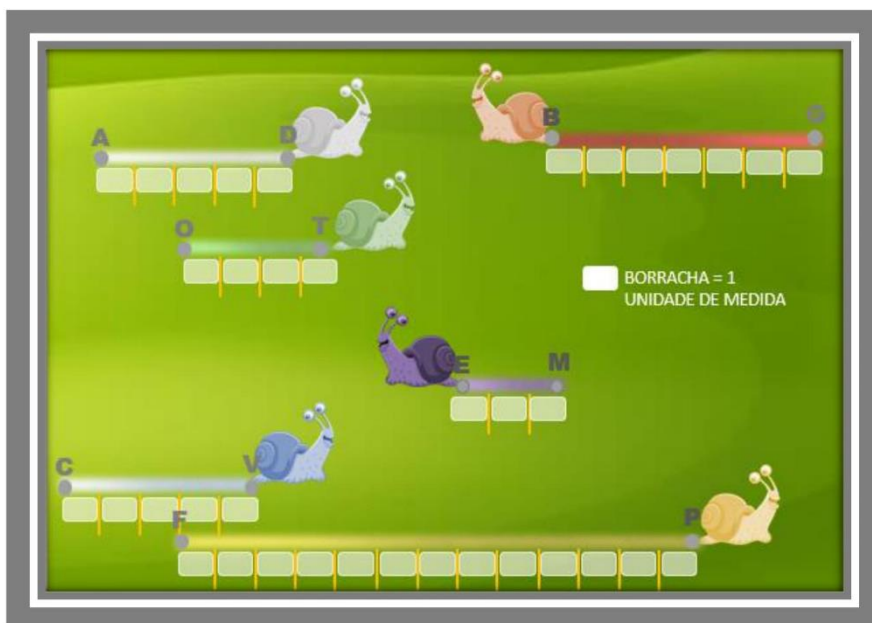 A D
B G
O T
BORRACHA = 1
UNIDADE DE MEDIDA
E M
C V
F P